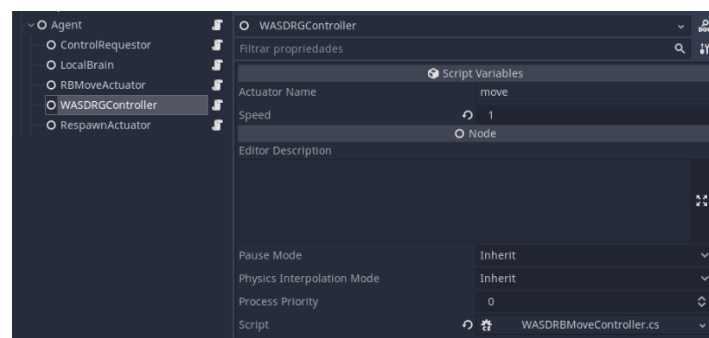 Agent
ControlRequestor
LocalBrain
RBMoveActuator
WASDRGController
RespawnActuator
WASDRGController
Filtrar propriedades
Script Variables
Actuator Name move
Speed 1
Node
Editor Description
Pause Mode Inherit
Physics Interpolation Mode Inherit
Process Priority 0
Script WASDRBMoveController.cs